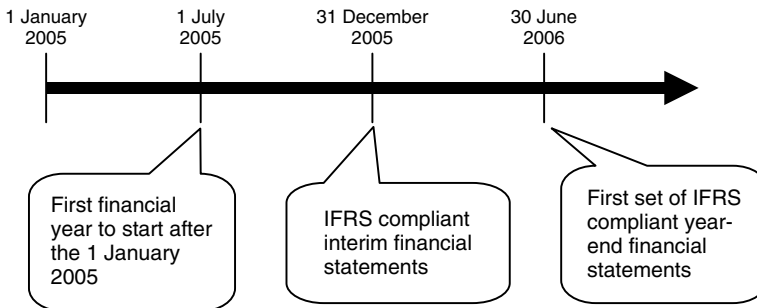 1 January
2005
1 July
2005
31 December
2005
30 June
2006
First financial
year to start after
the 1 January
2005
IFRS compliant
interim financial
statements
First set of IFRS
compliant year-
end financial
statements